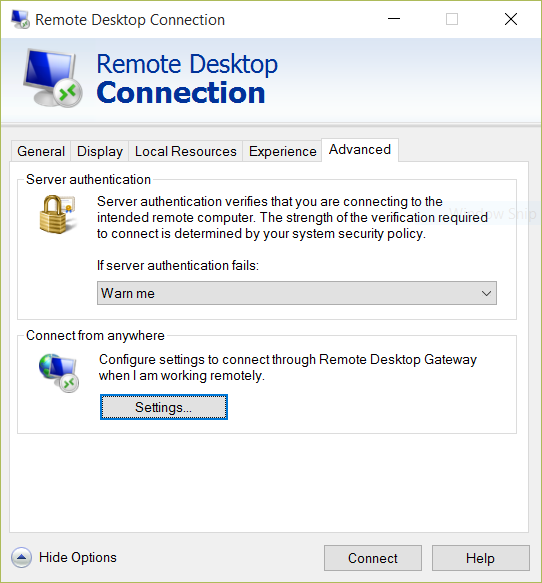 Remote Desktop Connection
Remote Desktop
Connection
General Display Local Resources Experience Advanced
Server authentication
Server authentication verifies that you are connecting to the
intended remote computer. The strength of the verification required
to connect is determined by your system security policy.
Snip
If server authentication fails:
Warn me
Connect from anywhere
Configure settings to connect through Remote Desktop Gateway
when I am working remotely.
Settings...
Hide Options
Connect
Help